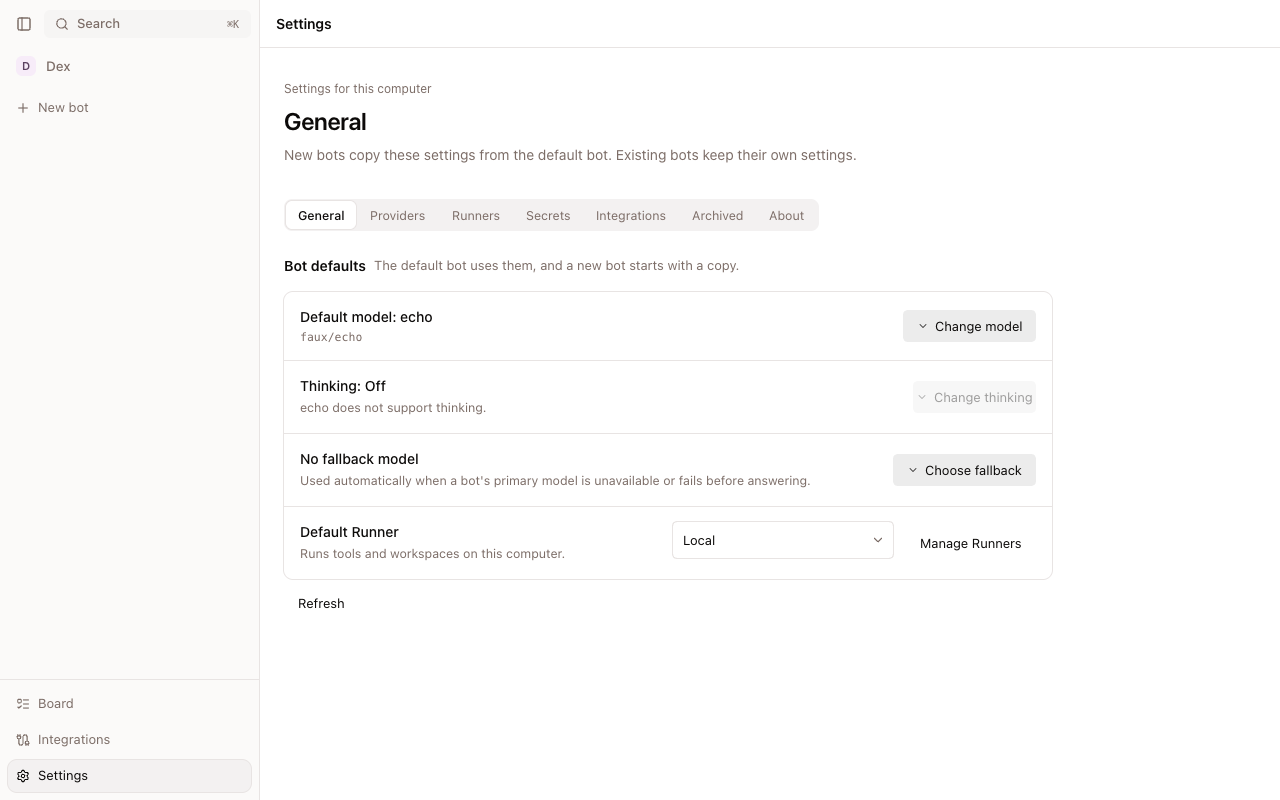 Search ⌘K
D Dex
New bot
Board
Integrations
Settings
Settings
Settings for this computer
General
New bots copy these settings from the default bot. Existing bots keep their own settings.
General Providers Runners Secrets Integrations Archived About
Bot defaults The default bot uses them, and a new bot starts with a copy.
Default model: echo
faux/echo
Change model
Thinking: Off
echo does not support thinking.
Change thinking
No fallback model
Used automatically when a bot's primary model is unavailable or fails before answering.
Choose fallback
Default Runner
Runs tools and workspaces on this computer.
Local
Manage Runners
Refresh